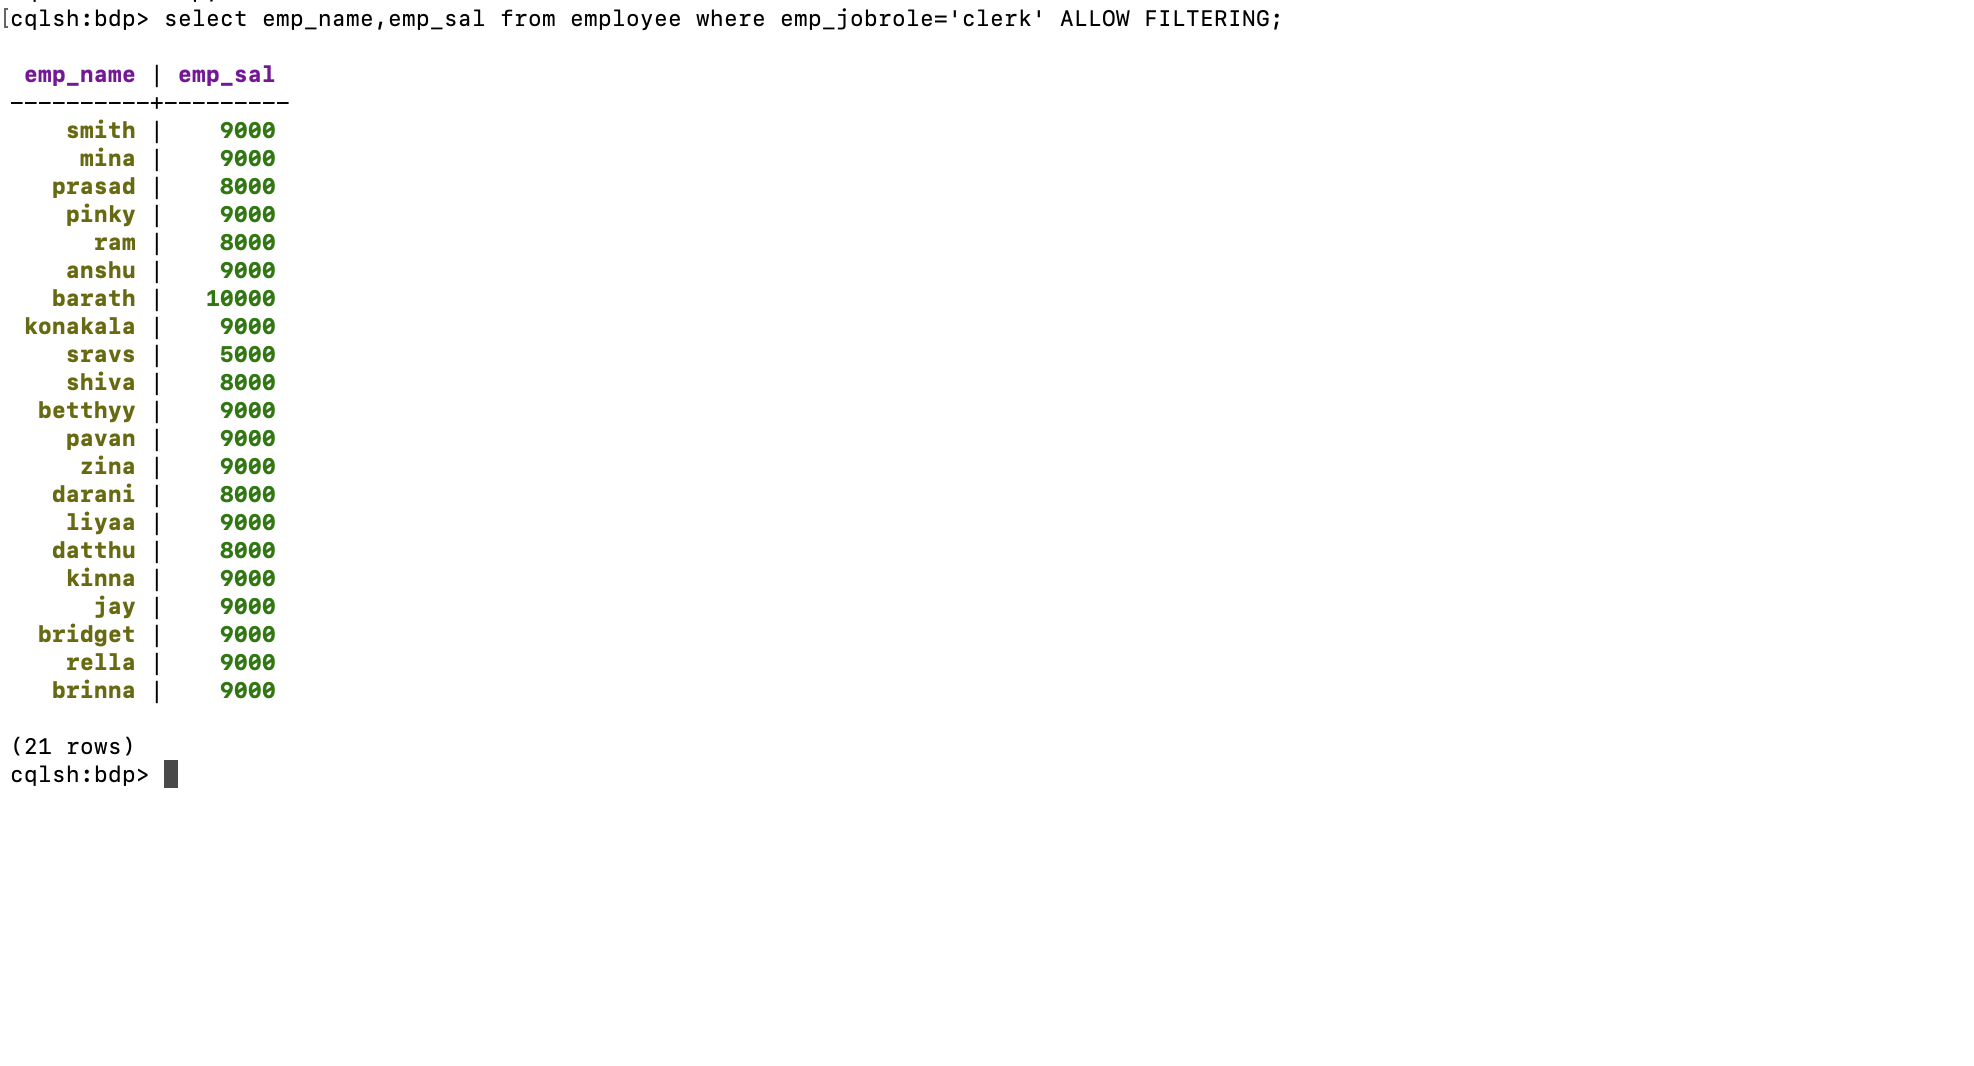 [cqlsh:bdp> select emp_name,emp_sal from employee where emp_jobrole='clerk' ALLOW FILTERING;
emp_name | emp_sal
-----------+---------
smith | 9000
mina | 9000
prasad | 8000
pinky | 9000
ram | 8000
anshu | 9000
barath | 10000
konakala | 9000
sravs | 5000
shiva | 8000
betthyy | 9000
pavan | 9000
zina | 9000
darani | 8000
liyaa | 9000
datthu | 8000
kinna | 9000
jay | 9000
bridget | 9000
rella | 9000
brinna | 9000
(21 rows)
cqlsh:bdp>